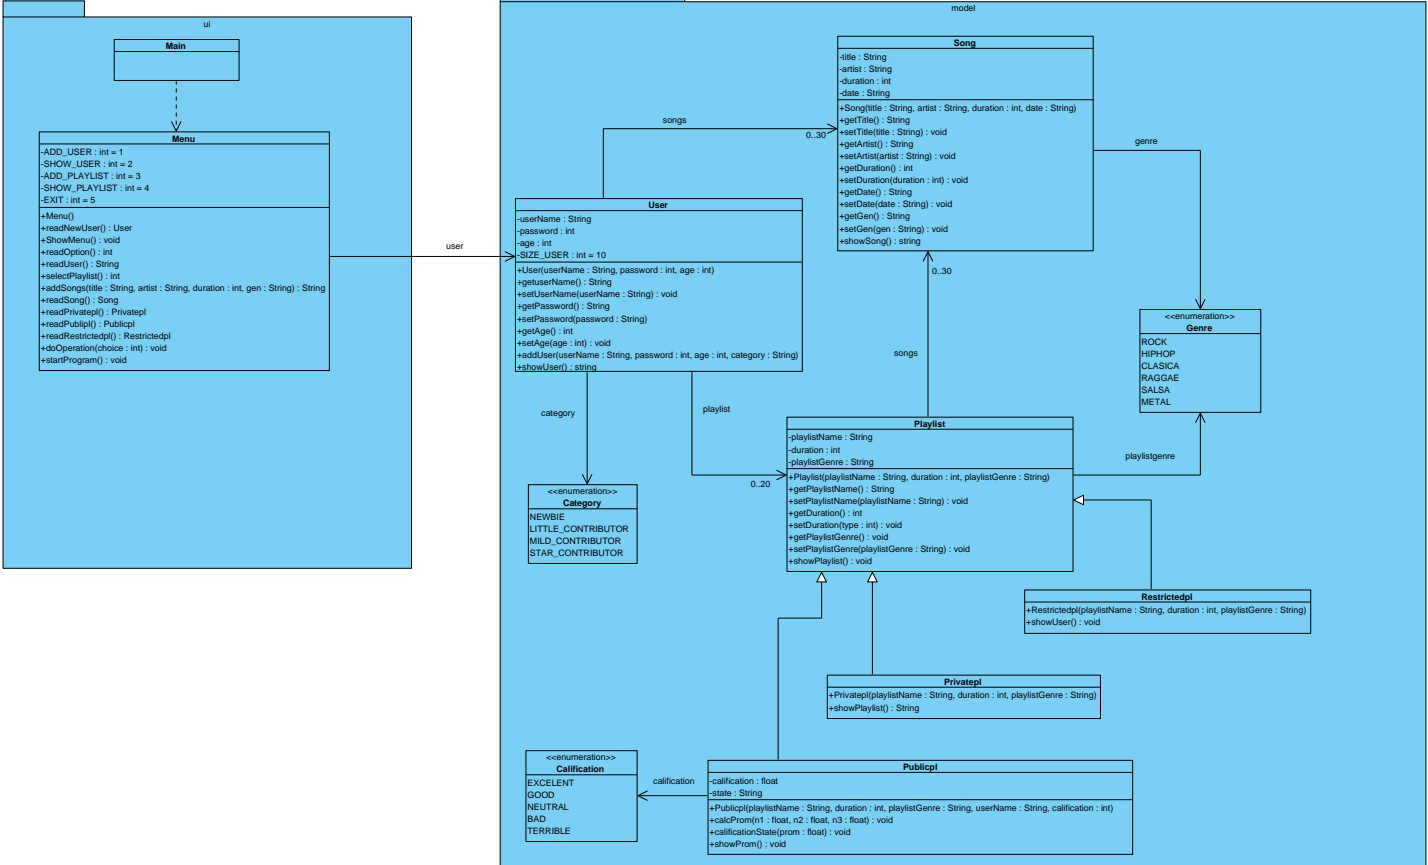 ui
Main
Menu
-ADD_USER : int = 1
-SHOW_USER : int = 2
-ADD_PLAYLIST : int = 3
-SHOW_PLAYLIST : int = 4
-EXIT : int = 5
+Menu()
+readNewUser() : User
+ShowMenu() : void
+readOption() : int
+readUser() : String
+selectPlaylist() : int
+addSongs(title : String, artist : String, duration : int, gen : String) : String
+readSong() : Song
+readPrivatepl() : Privatepl
+readPublipl() : Publicpl
+readRestrictedpl() : Restrictedpl
+doOperation(choice : int) : void
+startProgram() : void
user
model
Song
-title : String
-artist : String
-duration : int
-date : String
+Song(title : String, artist : String, duration : int, date : String)
+getTitle() : String
+setTitle(title : String) : void
+getArtist() : String
+setArtist(artist : String) : void
+getDuration() : int
+setDuration(duration : int) : void
+getDate() : String
+setDate(date : String) : void
+getGen() : String
+setGen(gen : String) : void
+showSong() : string
songs
0..30
genre
User
-userName : String
-password : int
-age : int
-SIZE_USER : int = 10
+User(userName : String, password : int, age : int)
+getuserName() : String
+setUserName(userName : String) : void
+getPassword() : String
+setPassword(password : String)
+getAge() : int
+setAge(age : int) : void
+addUser(userName : String, password : int, age : int, category : String)
+showUser() : string
0..30
songs
<<enumeration>>
Genre
ROCK
HIPHOP
CLASICA
RAGGAE
SALSA
METAL
category
playlist
0..20
playlistgenre
<<enumeration>>
Category
NEWBIE
LITTLE_CONTRIBUTOR
MILD_CONTRIBUTOR
STAR_CONTRIBUTOR
Playlist
-playlistName : String
-duration : int
-playlistGenre : String
+Playlist(playlistName : String, duration : int, playlistGenre : String)
+getPlaylistName() : String
+setPlaylistName(playlistName : String) : void
+getDuration() : int
+setDuration(type : int) : void
+getPlaylistGenre() : void
+setPlaylistGenre(playlistGenre : String) : void
+showPlaylist() : void
Restrictedpl
+Restrictedpl(playlistName : String, duration : int, playlistGenre : String)
+showUser() : void
Privatepl
+Privatepl(playlistName : String, duration : int, playlistGenre : String)
+showPlaylist() : String
<<enumeration>>
Calification
EXCELENT
GOOD
NEUTRAL
BAD
TERRIBLE
calification
Publicpl
-calification : float
-state : String
+Publicpl(playlistName : String, duration : int, playlistGenre : String, userName : String, calification : int)
+calcProm(n1 : float, n2 : float, n3 : float) : void
+calificationState(prom : float) : void
+showProm() : void